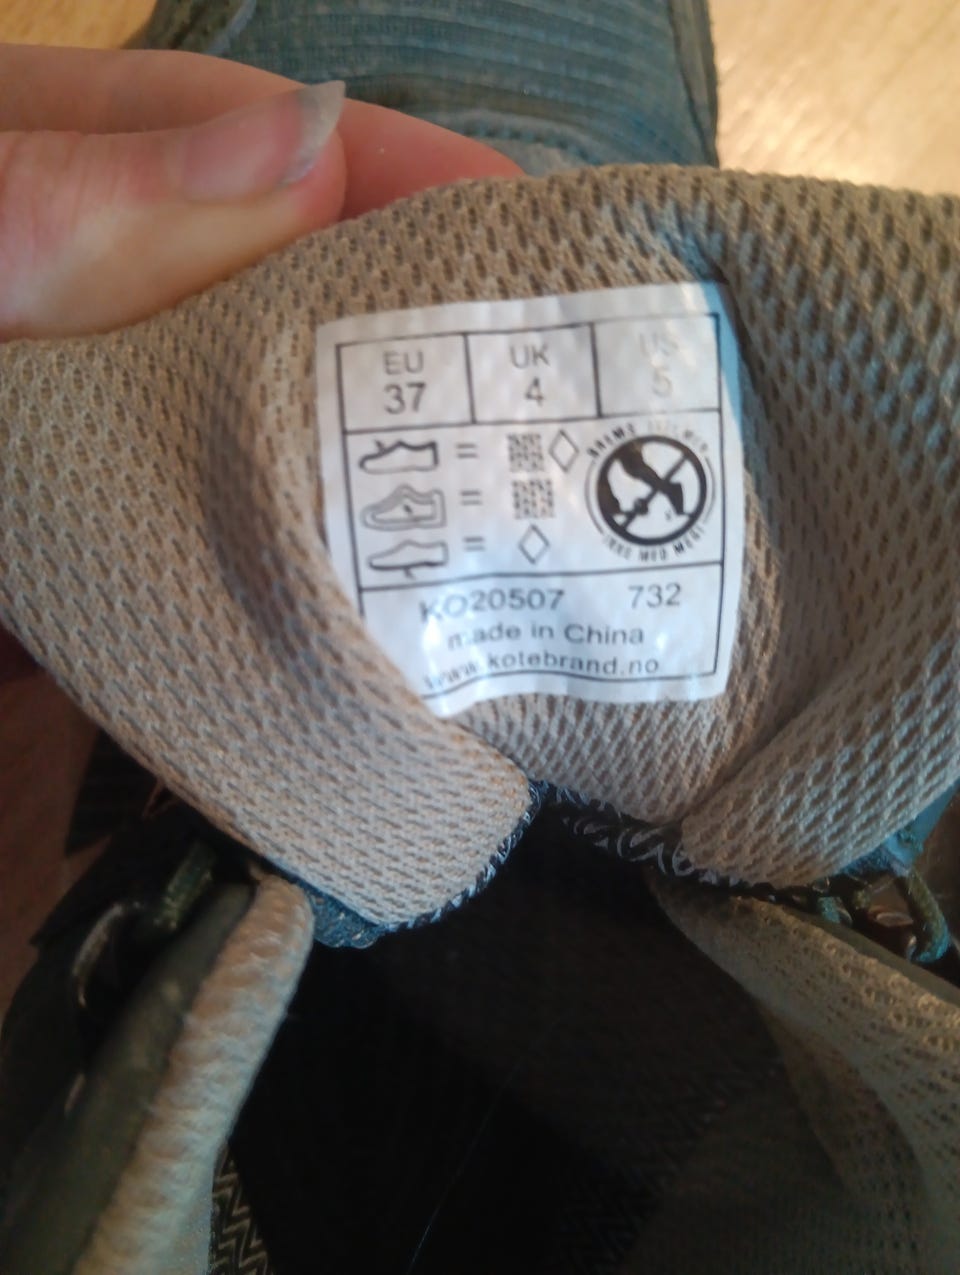 EU UK US
37 4 5
KO20507 732
made in China
www.kotebrand.no